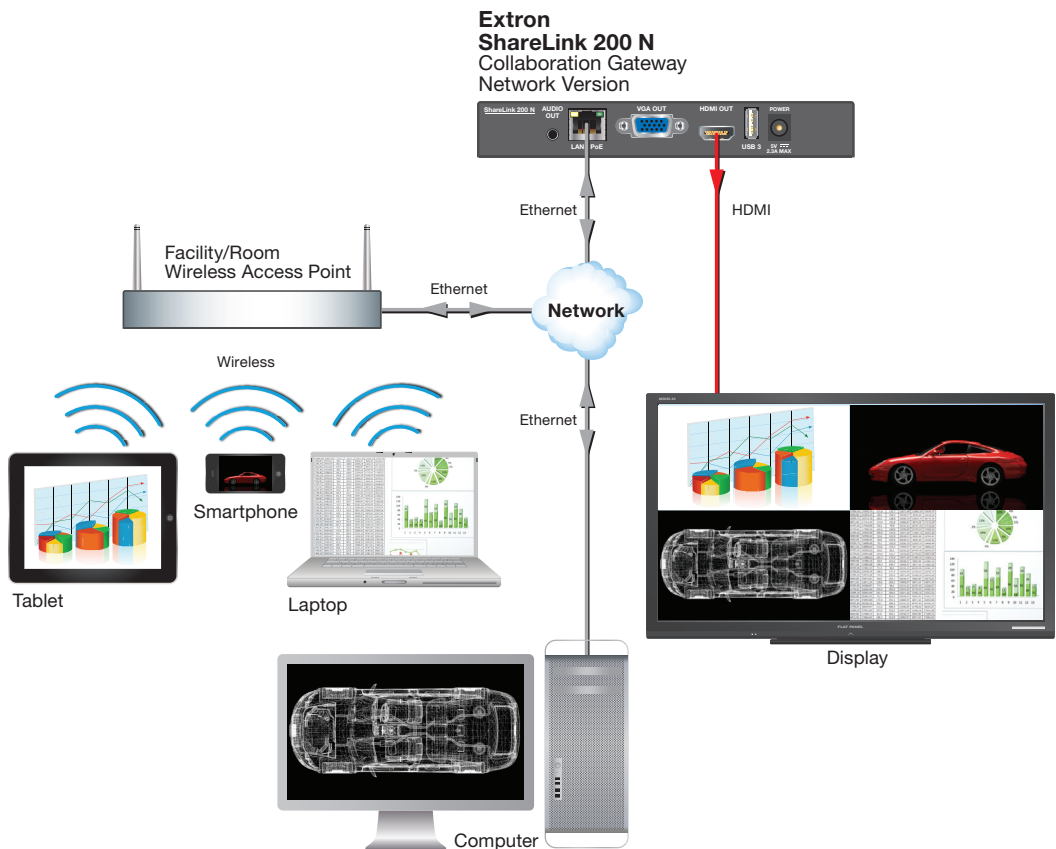 Extron
ShareLink 200 N
Collaboration Gateway
Network Version
ShareLink 200 N
AUDIO
OUT
VGA OUT
HDMI OUT
POWER
LAN
PoE
USB 3
5V
2.3A MAX
Ethernet
HDMI
Facility/Room
Wireless Access Point
Ethernet
Network
Wireless
Ethernet
Smartphone
Tablet
Laptop
FLAT PANEL
Display
Computer